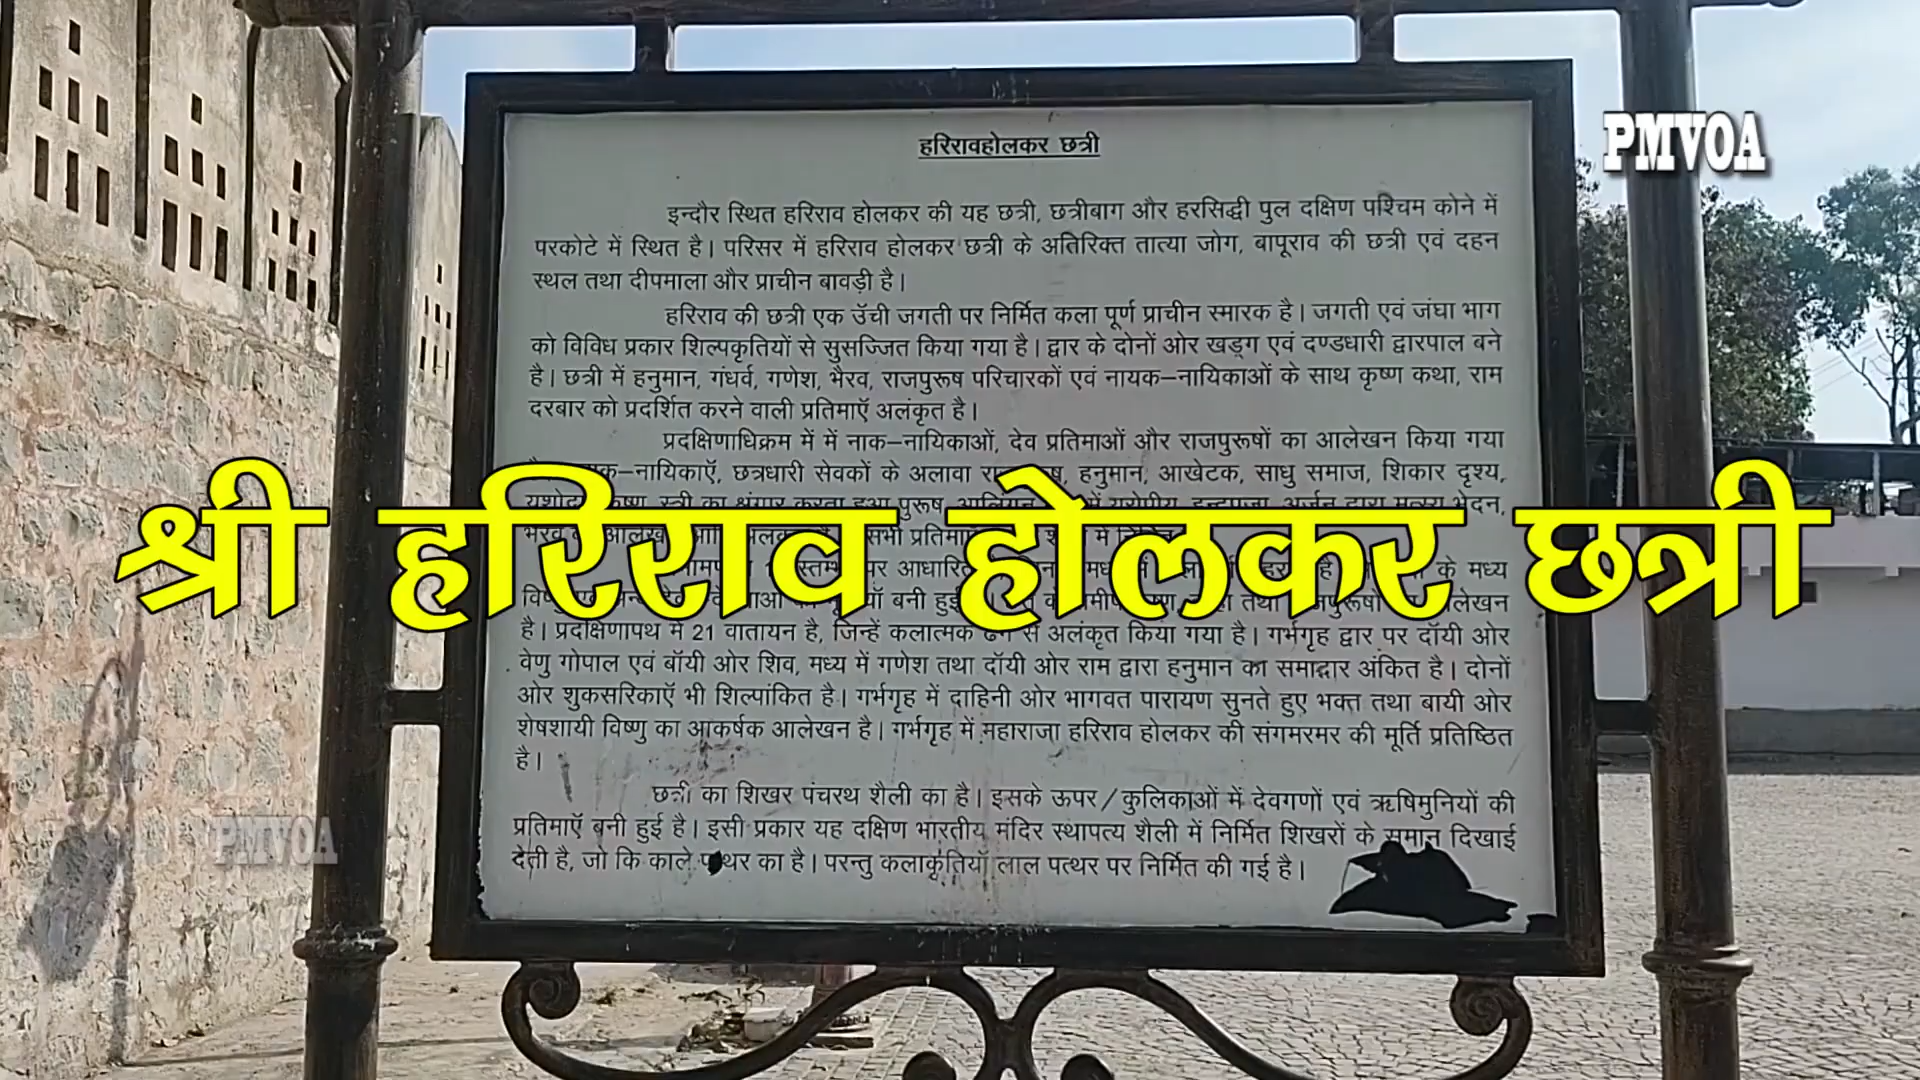 PMVOA
हरिरावहोलकर छत्री
इन्दौर स्थित हरिराव होलकर की यह छत्री, छत्रीबाग और हरसिद्धी पुल दक्षिण पश्चिम कोने में
परकोटे में स्थित है। परिसर में हरिराव होलकर छत्री के अतिरिक्त तात्या जोग, बापूराव की छत्री एवं दहन
स्थल तथा दीपमाला और प्राचीन बावड़ी है।
हरिराव की छत्री एक उॅची जगती पर निर्मित कला पूर्ण प्राचीन स्मारक है। जगती एवं जंघा भाग
को विविध प्रकार शिल्पकृतियों से सुसज्जित किया गया है। द्वार के दोनों ओर खड्ग एवं दण्डधारी द्वारपाल बने
है। छत्री में हनुमान, गंधर्व, गणेश, भैरव, राजपुरूष परिचारकों एवं नायक–नायिकाओं के साथ कृष्ण कथा, राम
दरबार को प्रदर्शित करने वाली प्रतिमाऍ अलंकृत है।
प्रदक्षिणाधिक्रम में में नाक–नायिकाओं, देव प्रतिमाओं और राजपुरूषों का आलेखन किया गया
नायिकाऍ, छत्रधारी सेवकों के अलावा हनुमान, आखेटक, साधु समाज, शिकार दृश्य,
पुरूष, भेदन,
श्री हरिराव होलकर छत्री
पर के मध्य
बनी तथा आलेखन
है। प्रदक्षिणापथ में 21 वातायन है, जिन्हें कलात्मक ढंग से अलंकृत किया गया है। गर्भगृह द्वार पर दॉयी ओर
वेणु गोपाल एवं बॉयी ओर शिव, मध्य में गणेश तथा दॉयी ओर राम द्वारा हनुमान का अंकित है। दोनों
ओर शुकसरिकाऍ भी शिल्पांकित है। गर्भगृह में दाहिनी ओर भागवत पारायण सुनते हुए भक्त तथा बायी ओर
शेषशायी विष्णु का आकर्षक आलेखन है। गर्भगृह में महाराजा हरिराव होलकर की संगमरमर की मूर्ति प्रतिष्ठित
है।
छत्री का शिखर पंचरथ शैली का है। इसके ऊपर/कुलिकाओं में देवगणों एवं ऋषिमुनियों की
प्रतिमाऍ बनी हुई है। इसी प्रकार यह दक्षिण भारतीय मंदिर स्थापत्य शैली में निर्मित शिखरों के समान दिखाई
देती है, जो कि काले का है। परन्तु कलाकृतियॉ लाल पत्थर पर निर्मित की गई है।
PMVOA